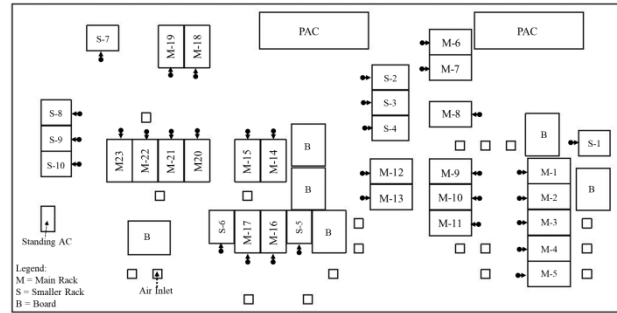 PAC
PAC
S-7
M-19
M-18
M-6
M-7
S-2
S-3
S-4
S-8
S-9
S-10
M-8
B
S-1
M23
M-22
M-21
M20
M-15
M-14
B
B
M-12
M-13
M-9
M-10
M-11
M-1
M-2
M-3
M-4
M-5
B
Standing AC
B
S-6
M-17
M-16
S-5
B
Legend:
M = Main Rack
S = Smaller Rack
B = Board
Air Inlet